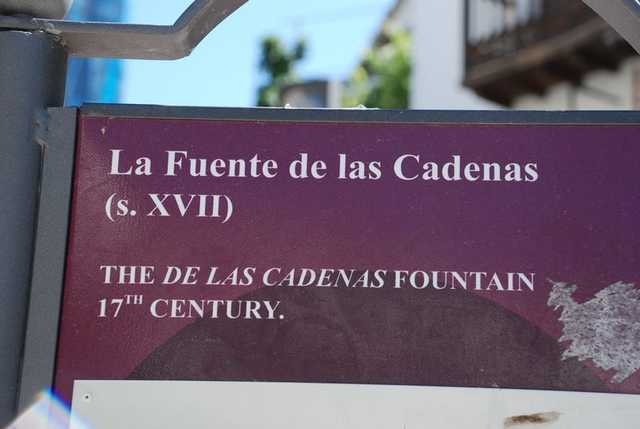 La Fuente de las Cadenas
(s. XVII)
THE DE LAS CADENAS FOUNTAIN
17TH CENTURY.